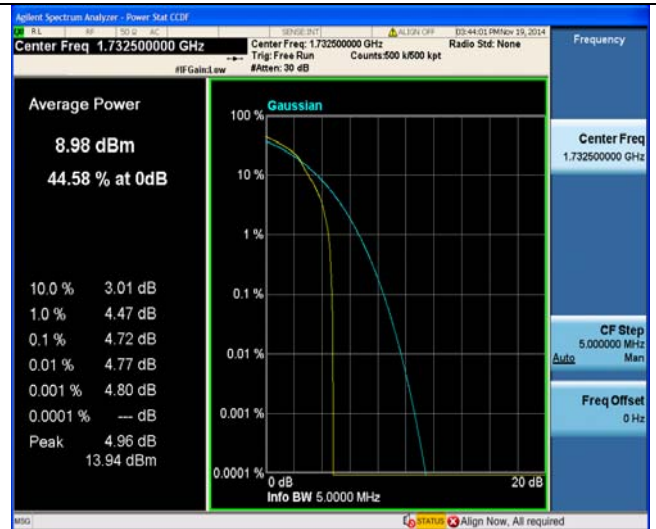 Agilent Spectrum Analyzer - Power Stat CCDF
RL RF 50 Ω AC SENSE:INT ALIGN OFF 03:44:01 PM Nov 19, 2014
Center Freq 1.732500000 GHz
Center Freq: 1.732500000 GHz Radio Std: None
Trig: Free Run Counts:500 k/500 kpt
#IFGain:Low #Atten: 30 dB
Frequency
Average Power
8.98 dBm
44.58 % at 0dB
10.0 % 3.01 dB
1.0 % 4.47 dB
0.1 % 4.72 dB
0.01 % 4.77 dB
0.001 % 4.80 dB
0.0001 % --- dB
Peak 4.96 dB
13.94 dBm
Gaussian
100 %
10 %
1 %
0.1 %
0.01 %
0.001 %
0.0001 %
0 dB 20 dB
Info BW 5.0000 MHz
Center Freq
1.732500000 GHz
CF Step
5.000000 MHz
Auto Man
Freq Offset
0 Hz
MSG STATUS Align Now, All required